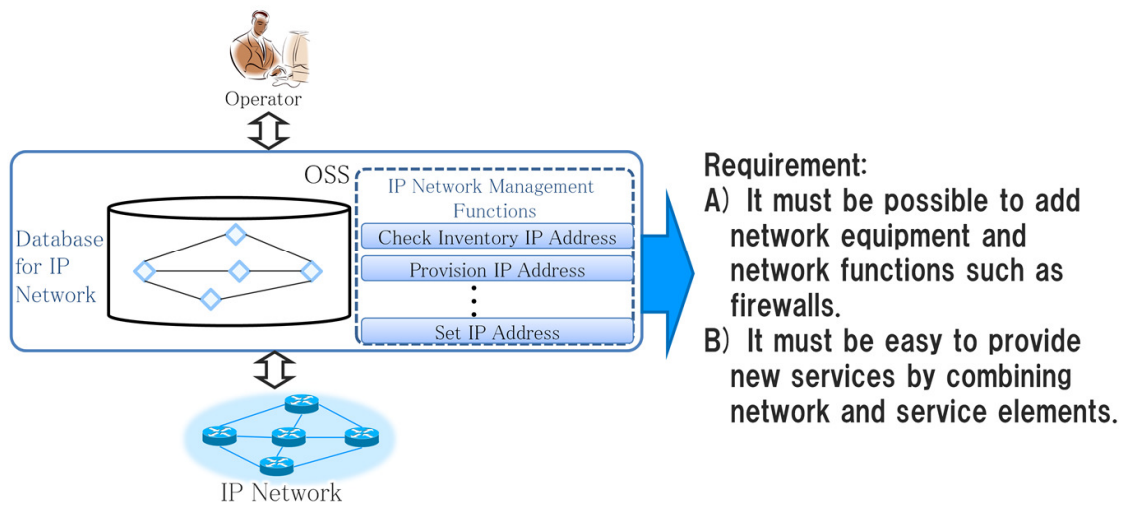 Operator
OSS
Database
for IP
Network
IP Network Management
Functions
Check Inventory IP Address
Provision IP Address
Set IP Address
IP Network
Requirement:
A) It must be possible to add
network equipment and
network functions such as
firewalls.
B) It must be easy to provide
new services by combining
network and service elements.